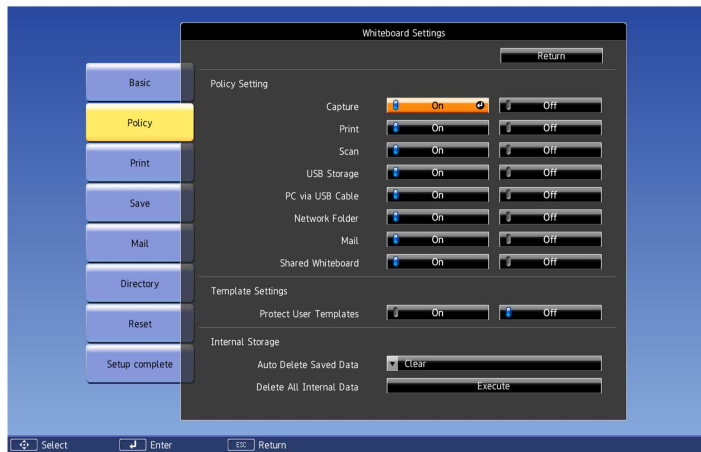 Whiteboard Settings
Return
Basic
Policy
Print
Save
Mail
Directory
Reset
Setup complete
Policy Setting
Capture On Off
Print On Off
Scan On Off
USB Storage On Off
PC via USB Cable On Off
Network Folder On Off
Mail On Off
Shared Whiteboard On Off
Template Settings
Protect User Templates On Off
Internal Storage
Auto Delete Saved Data Clear
Delete All Internal Data Execute
Select Enter ESC Return